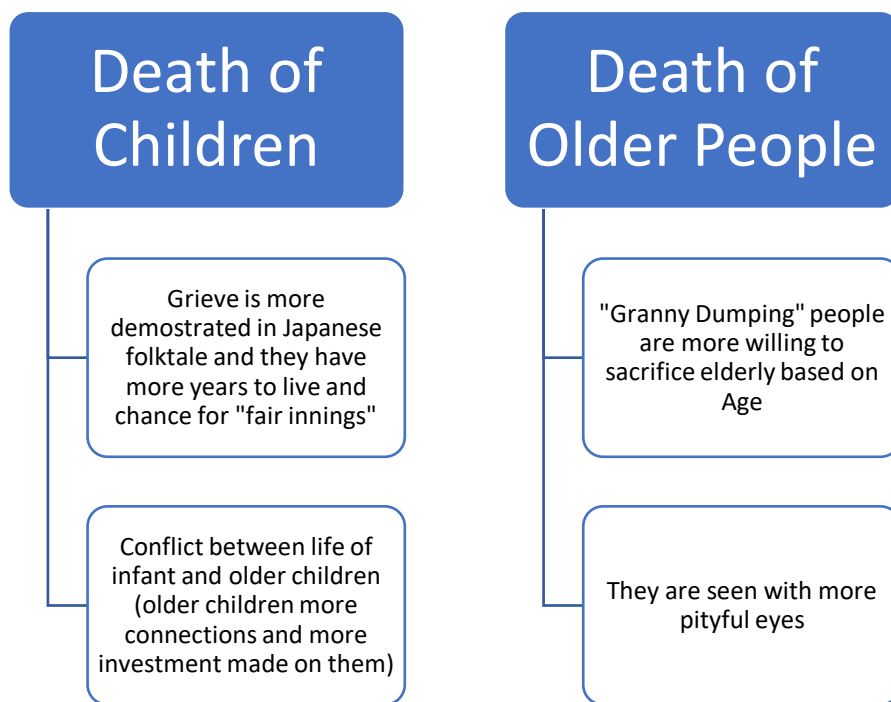 Death of
Children
Grieve is more
demostrated in Japanese
folktale and they have
more years to live and
chance for "fair innings"
Conflict between life of
infant and older children
(older children more
connections and more
investment made on them)
Death of
Older People
"Granny Dumping" people
are more willing to
sacrifice elderly based on
Age
They are seen with more
pityful eyes